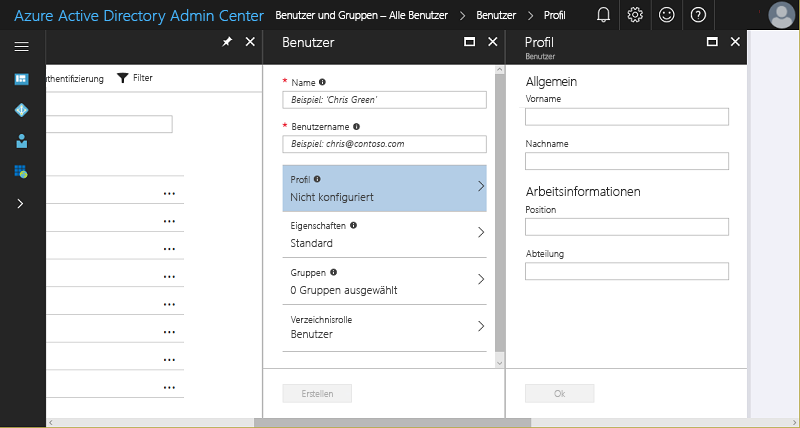 Azure Active Directory Admin Center
Benutzer und Gruppen – Alle Benutzer > Benutzer > Profil
uthentifizierung
Filter
Benutzer
* Name
Beispiel: 'Chris Green'
* Benutzername
Beispiel: chris@contoso.com
Profil
Nicht konfiguriert
Eigenschaften
Standard
Gruppen
0 Gruppen ausgewählt
Verzeichnisrolle
Benutzer
Erstellen
Profil
Benutzer
Allgemein
Vorname
Nachname
Arbeitsinformationen
Position
Abteilung
Ok